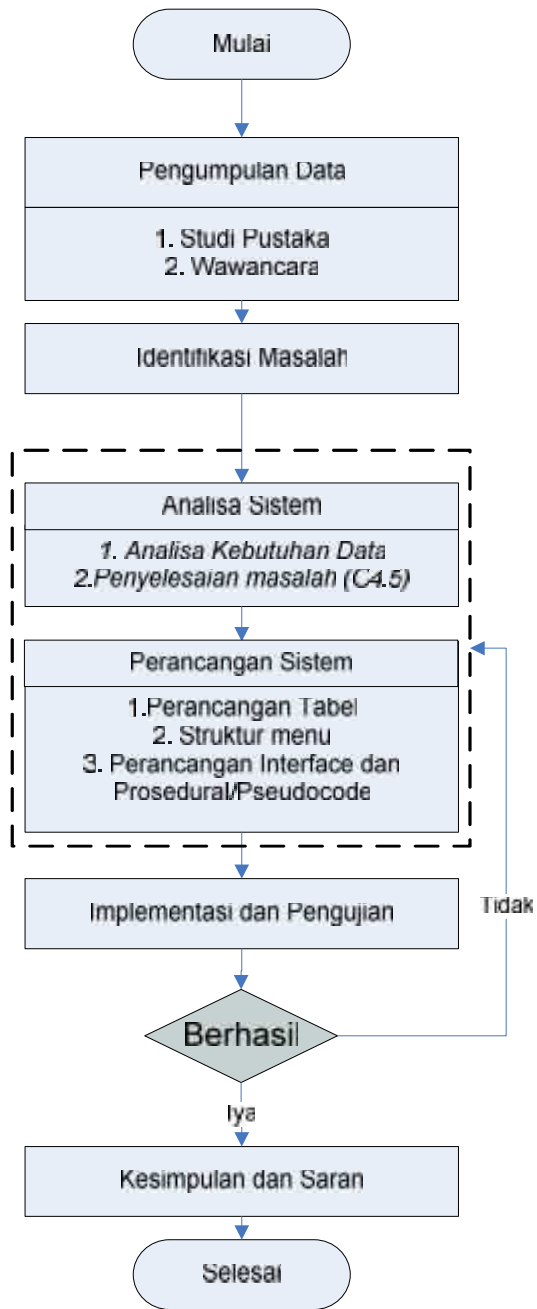 Mulai
Pengumpulan Data
1. Studi Pustaka
2. Wawancara
Identifikasi Masalah
Analisa Sistem
1. Analisa Kebutuhan Data
2.Penyelesaian masalah (C4.5)
Perancangan Sistem
1.Perancangan Tabel
2. Struktur menu
3. Perancangan Interface dan
Prosedural/Pseudocode
Implementasi dan Pengujian
Tidak
Berhasil
Iya
Kesimpulan dan Saran
Selesai